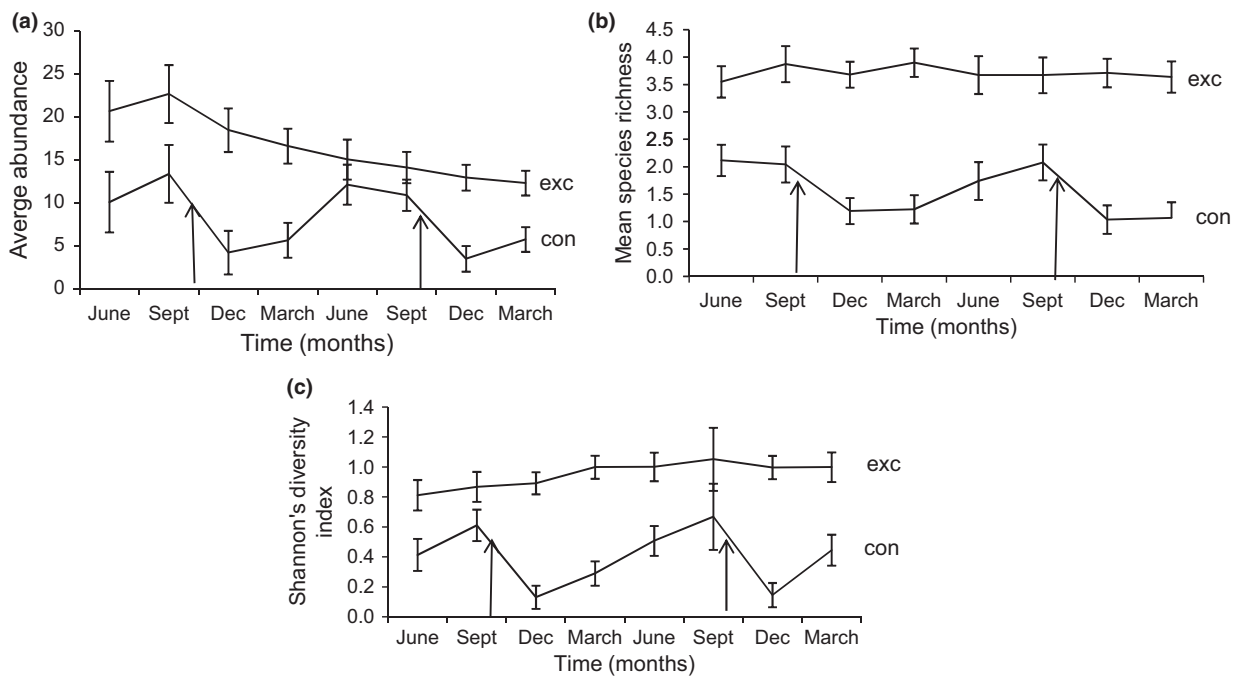 (a)
Averge abundance
30
25
20
15
10
5
0
exc
con
June Sept Dec March June Sept Dec March
Time (months)
(b)
Mean species richness
4.5
4.0
3.5
3.0
2.5
2.0
1.5
1.0
0.5
0.0
exc
con
June Sept Dec March June Sept Dec March
Time (months)
(c)
Shannon's diversity
index
1.4
1.2
1.0
0.8
0.6
0.4
0.2
0.0
exc
con
June Sept Dec March June Sept Dec March
Time (months)